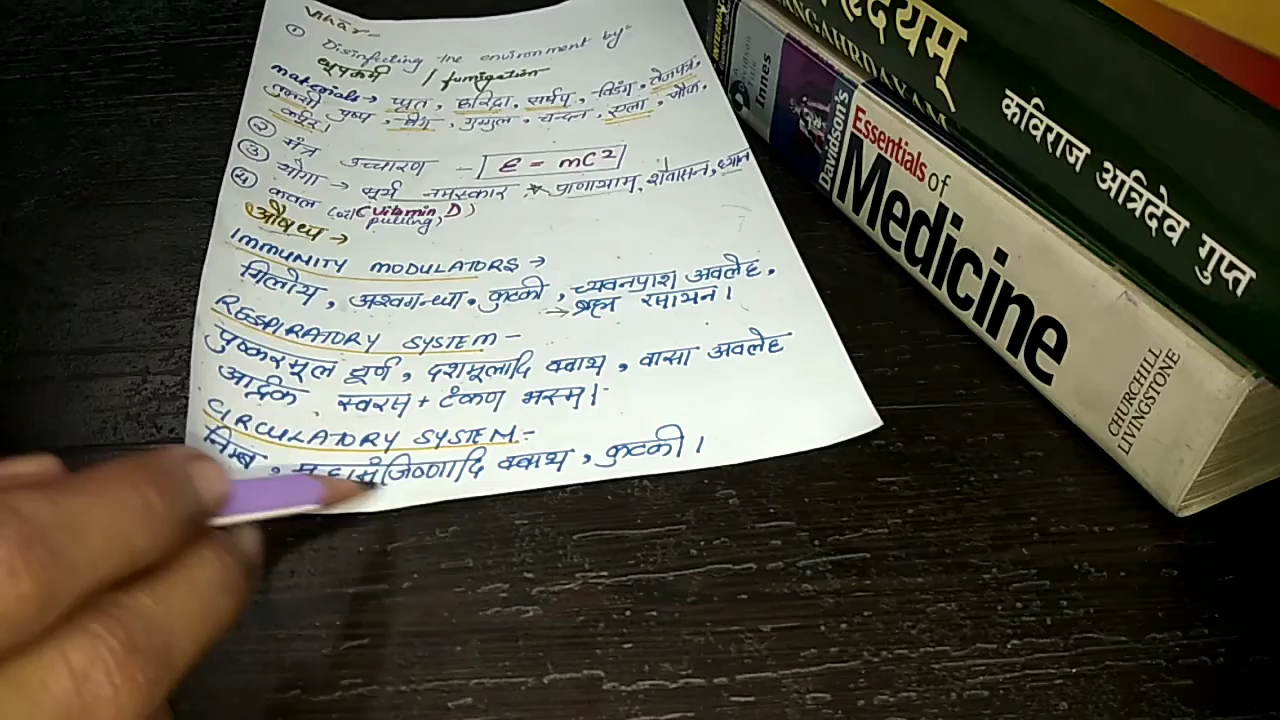 Vihar-
① Disinfecting the environment by-
धूपकर्म / fumigation
materials → घृत, हरिद्रा, सर्षप, विडंग, तेजपत्र,
तुलसी पुष्प, गुग्गुल, चन्दन, एला,
कर्पूर।
② मंत्र उच्चारण - E = mc²
③ योगा → सूर्य नमस्कार * प्राणायाम, शवासन, ध्यान
(Vitamin D)
④ कवल (oil pulling)
औषध →
IMMUNITY MODULATORS →
गिलोय, अश्वगन्धा, कुटकी, च्यवनप्राश अवलेह,
→ ब्रह्म रसायन।
RESPIRATORY SYSTEM -
पुष्करमूल चूर्ण, दशमूलादि क्वाथ, वासा अवलेह
आर्द्रक स्वरस + टंकण भस्म।
CIRCULATORY SYSTEM:-
निम्ब, क्वाथ, कुटकी।
Innes
Davidson's
Essentials of
Medicine
CHURCHILL
LIVINGSTONE
कविराज अत्रिदेव गुप्त